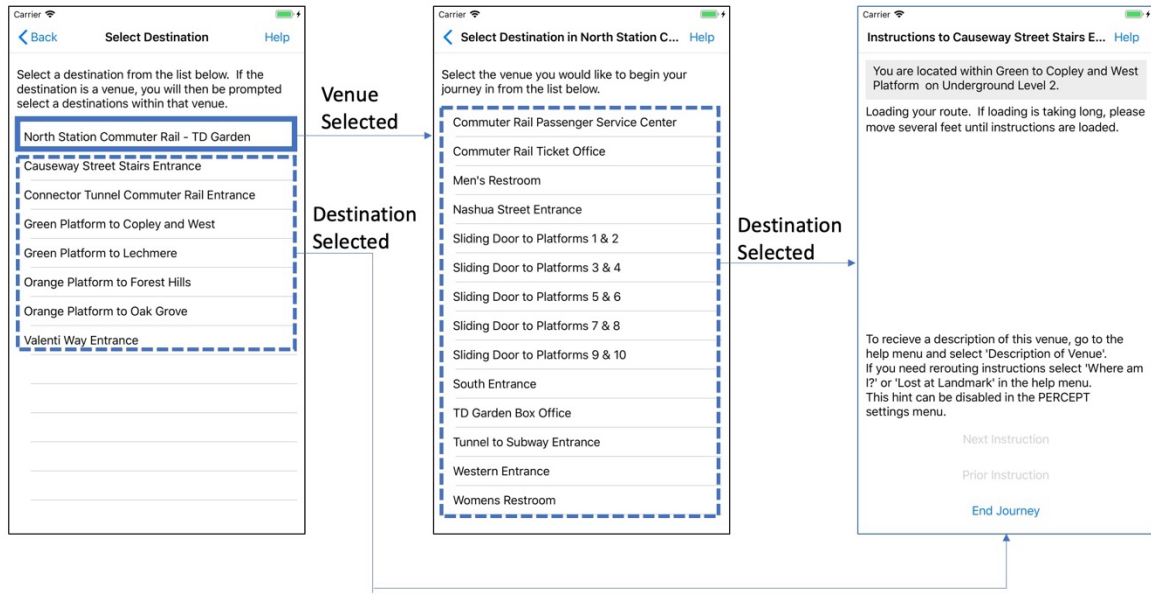 Carrier
Back
Select Destination
Help
Select a destination from the list below. If the
destination is a venue, you will then be prompted
select a destinations within that venue.
North Station Commuter Rail - TD Garden
Causeway Street Stairs Entrance
Connector Tunnel Commuter Rail Entrance
Green Platform to Copley and West
Green Platform to Lechmere
Orange Platform to Forest Hills
Orange Platform to Oak Grove
Valenti Way Entrance
Venue
Selected
Destination
Selected
Carrier
Select Destination in North Station C...
Help
Select the venue you would like to begin your
journey in from the list below.
Commuter Rail Passenger Service Center
Commuter Rail Ticket Office
Men's Restroom
Nashua Street Entrance
Sliding Door to Platforms 1 & 2
Sliding Door to Platforms 3 & 4
Sliding Door to Platforms 5 & 6
Sliding Door to Platforms 7 & 8
Sliding Door to Platforms 9 & 10
South Entrance
TD Garden Box Office
Tunnel to Subway Entrance
Western Entrance
Womens Restroom
Destination
Selected
Carrier
Instructions to Causeway Street Stairs E...
Help
You are located within Green to Copley and West
Platform on Underground Level 2.
Loading your route. If loading is taking long, please
move several feet until instructions are loaded.
To recieve a description of this venue, go to the
help menu and select 'Description of Venue'.
If you need rerouting instructions select 'Where am
I?' or 'Lost at Landmark' in the help menu.
This hint can be disabled in the PERCEPT
settings menu.
Next Instruction
Prior Instruction
End Journey